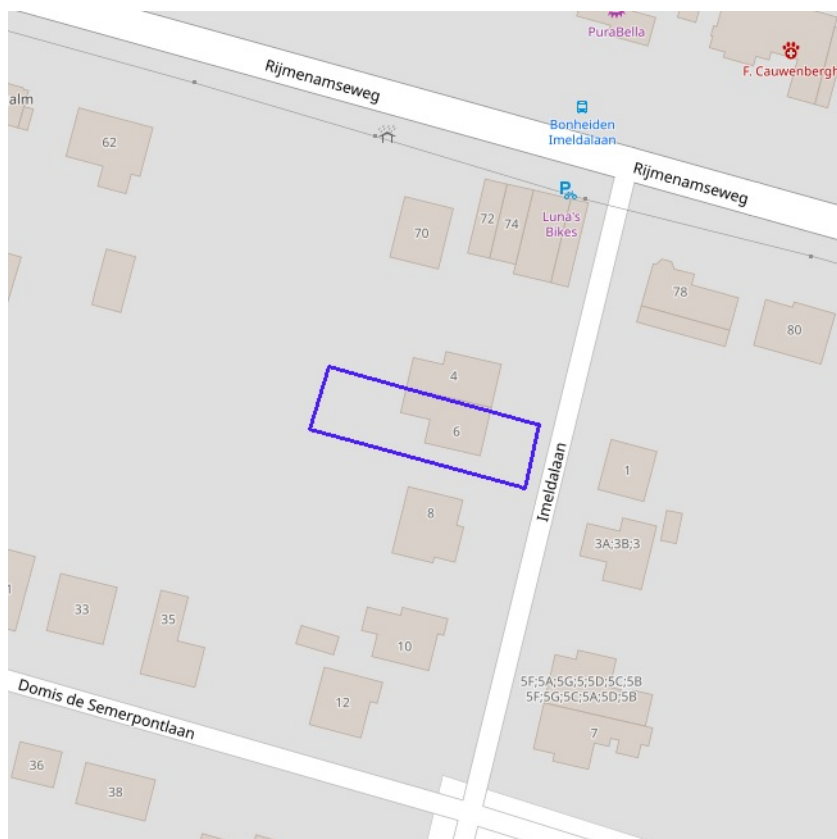 PuraBella
F. Cauwenbergh
Rijmenamseweg
Bonheiden
Imeldalaan
alm
62
Rijmenamseweg
P
72
74
Luna's
Bikes
70
78
80
4
6
Imeldalaan
1
8
3A;3B;3
33
35
10
1
5F;5A;5G;5;5D;5C;5B
5F;5G;5C;5A;5D;5B
12
7
Domis de Semerpontlaan
36
38